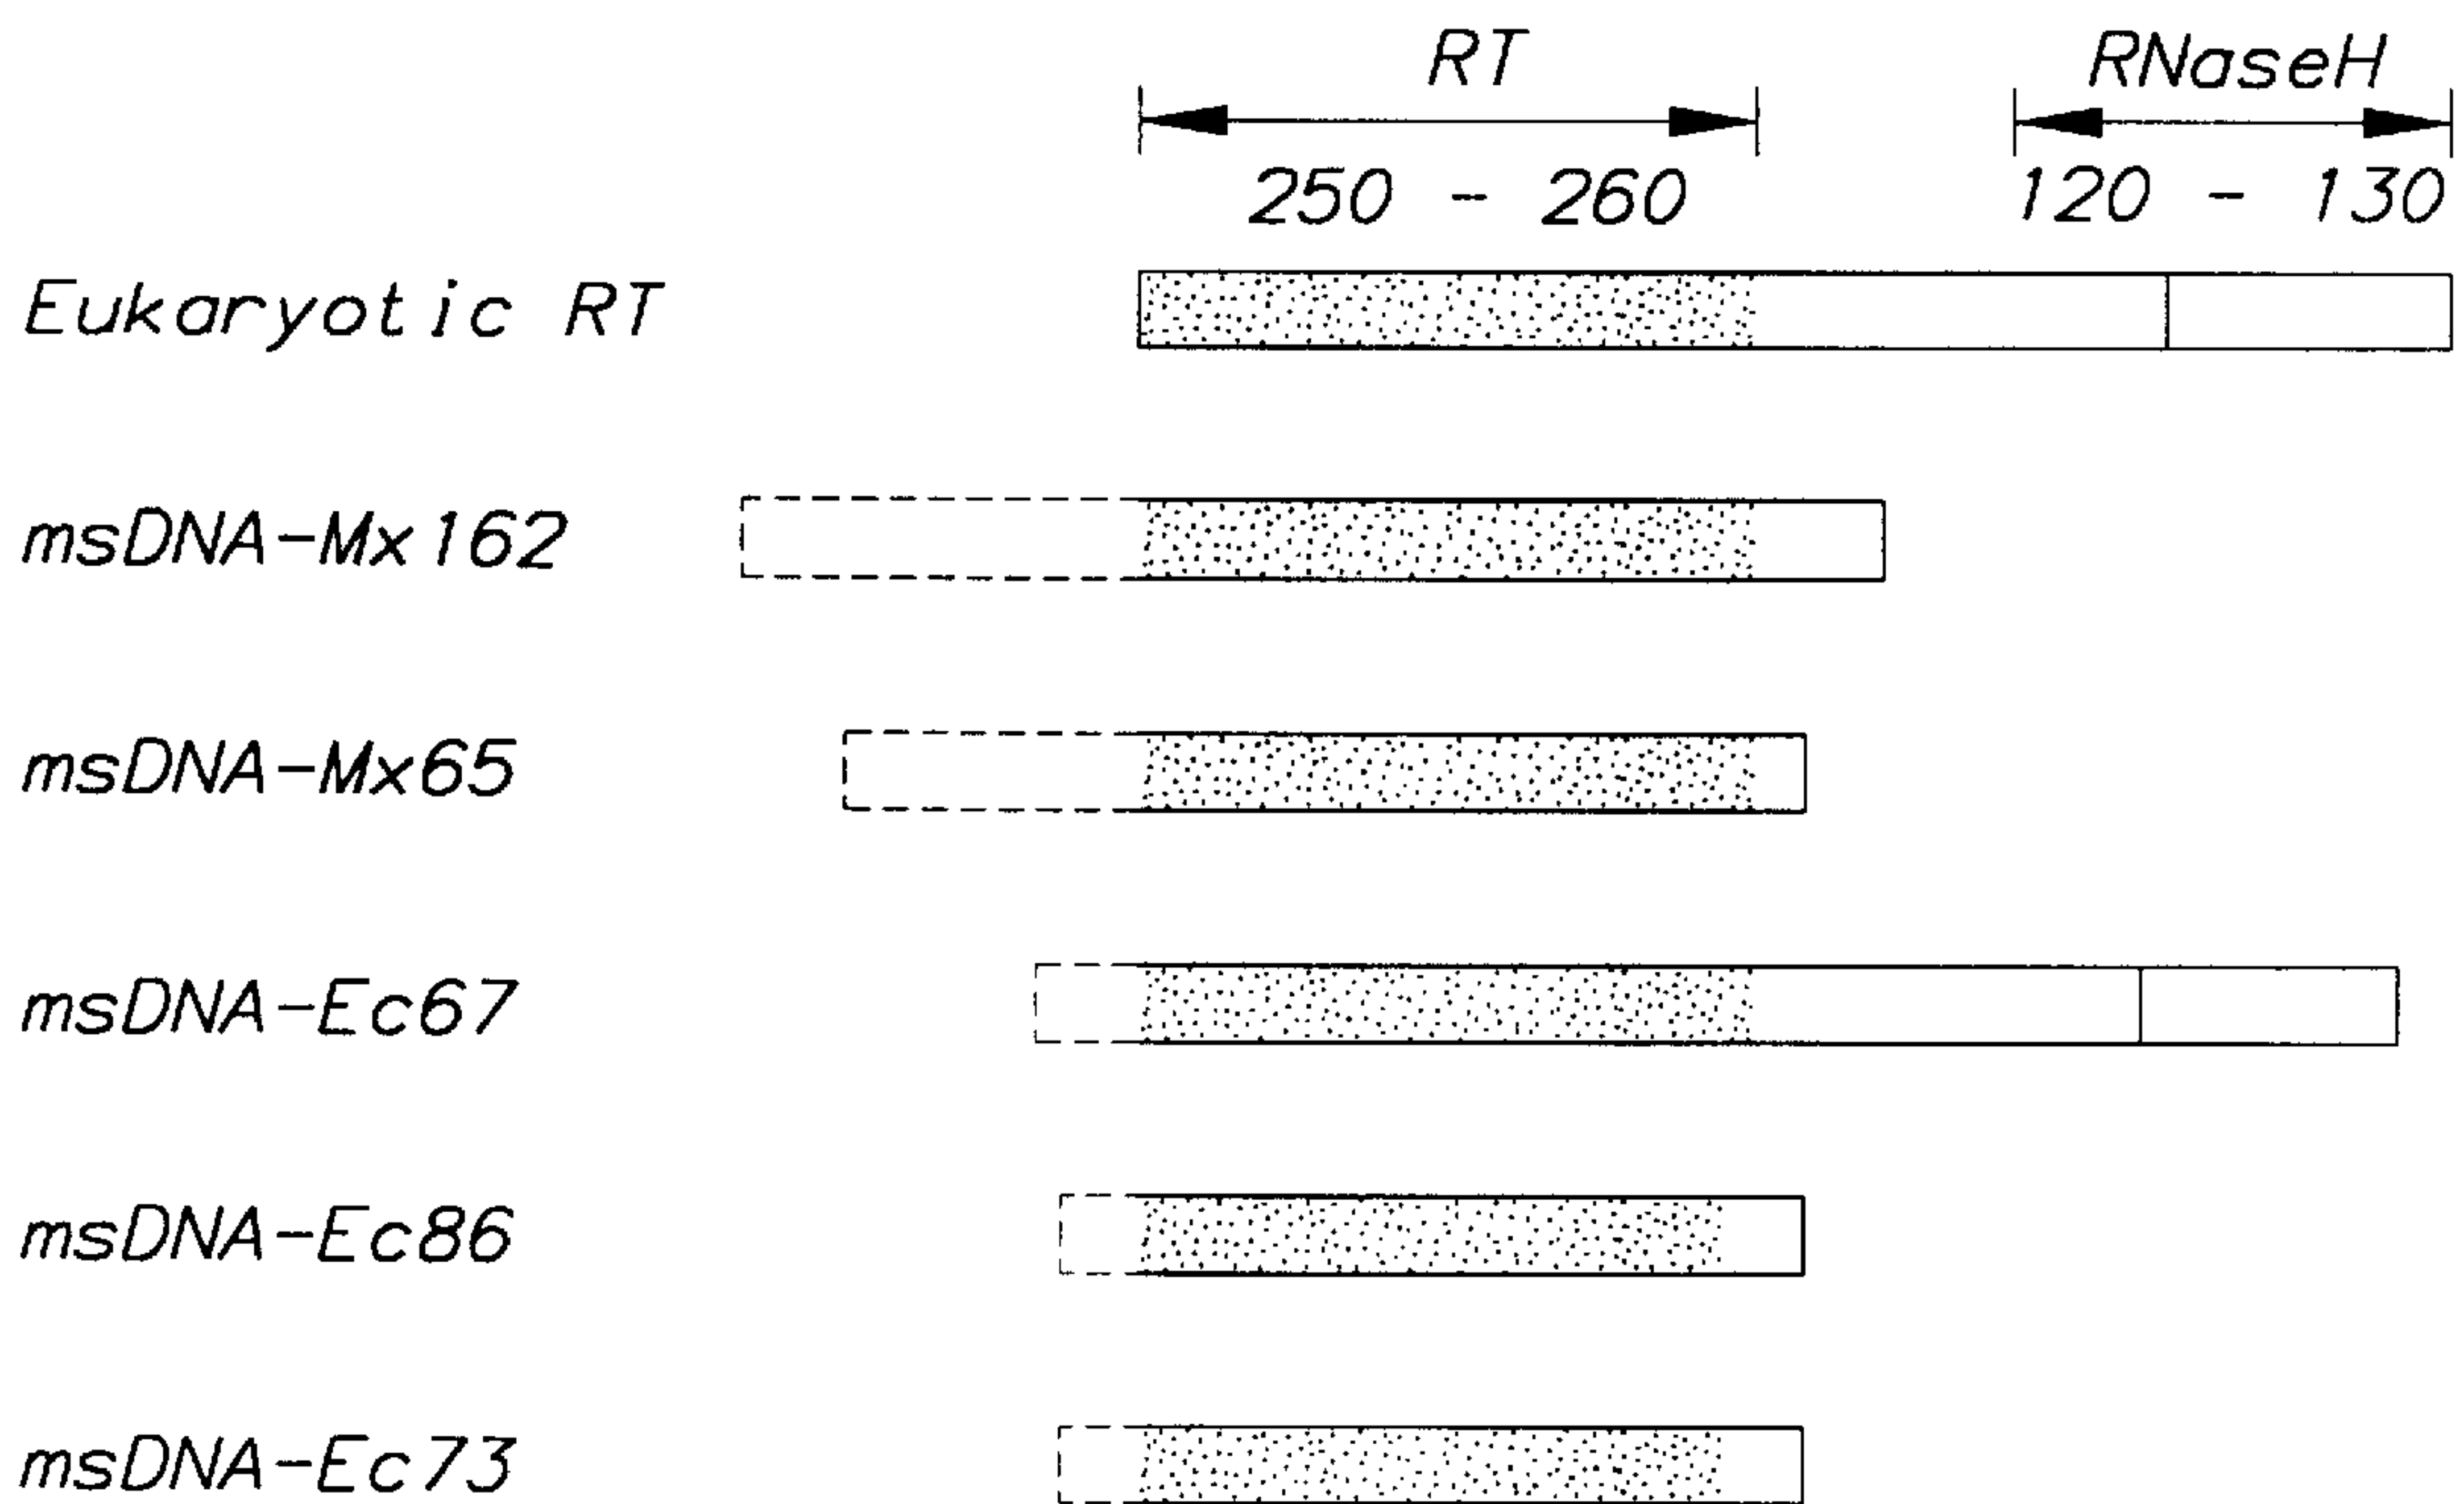 RT RNaseH
250 - 260 120 - 130
Eukaryotic RT
msDNA-Mx162
msDNA-Mx65
msDNA-Ec67
msDNA-Ec86
msDNA-Ec73